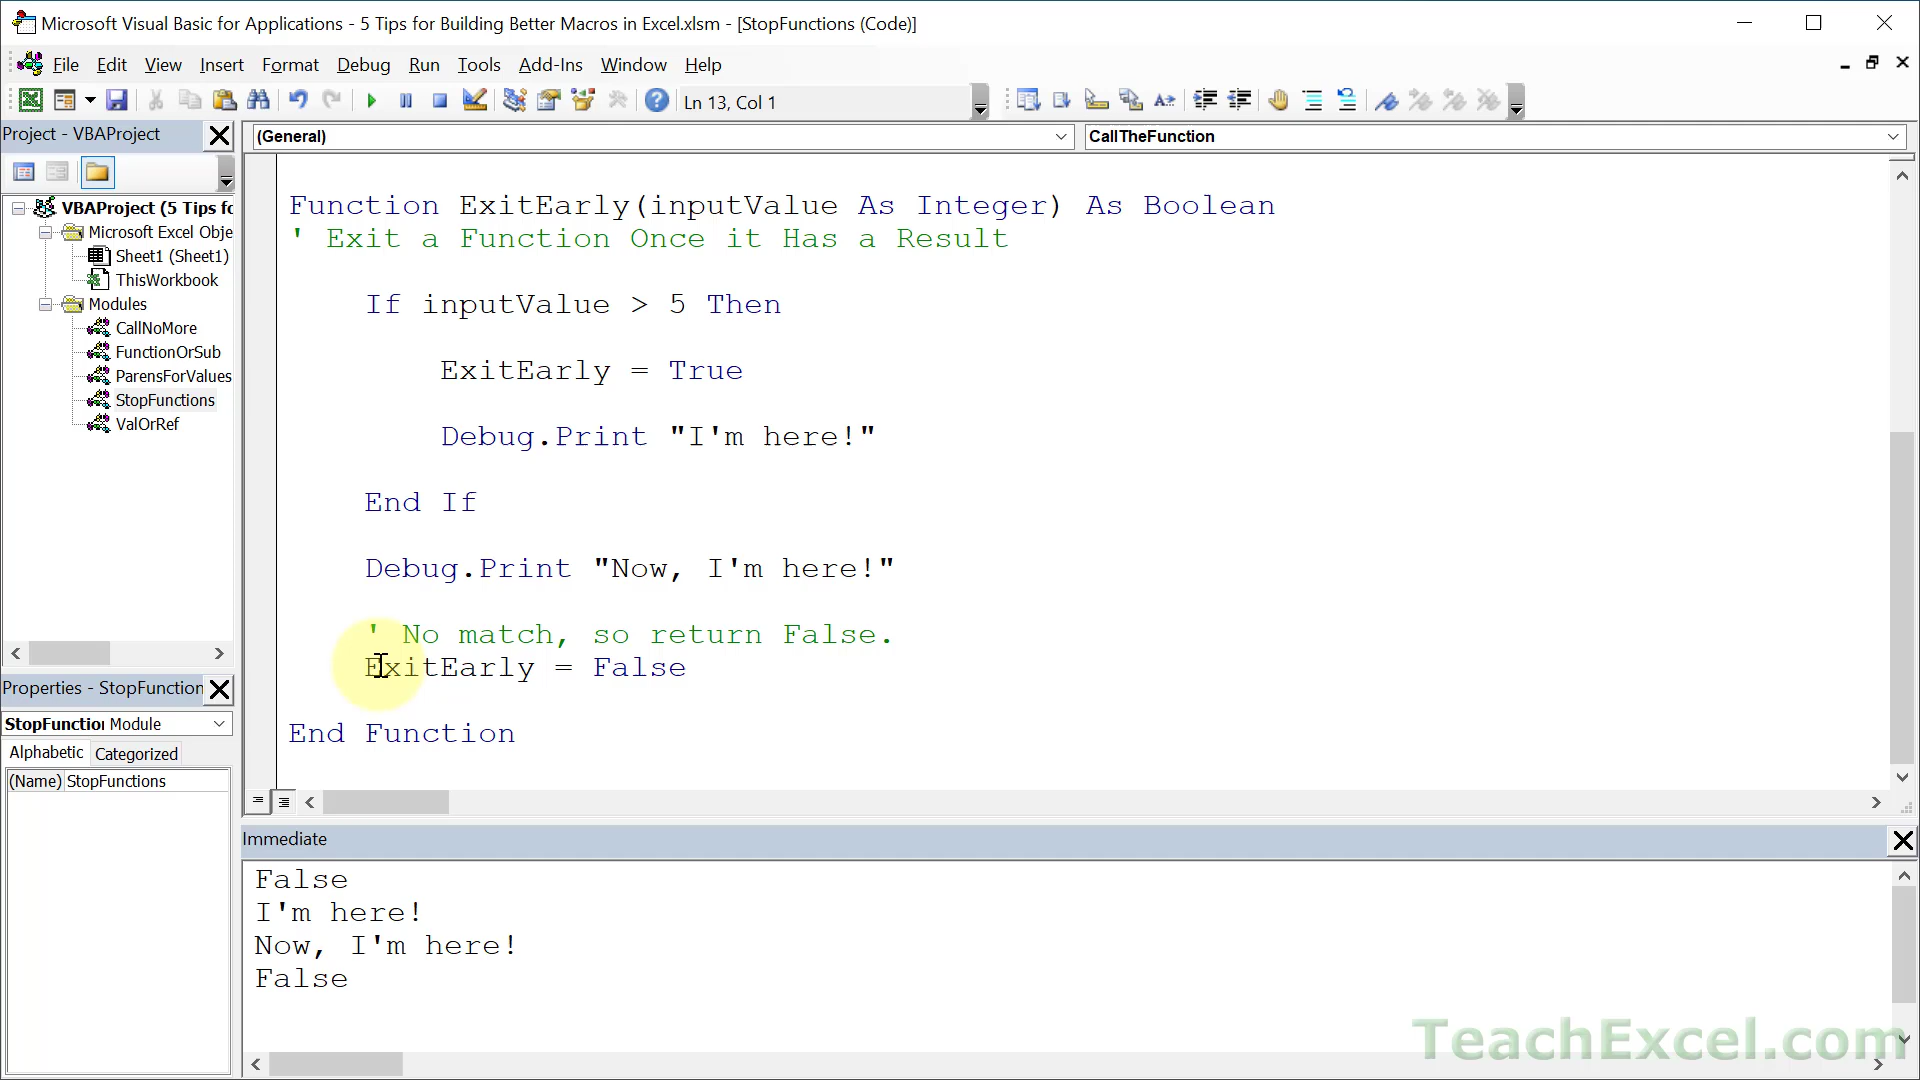 Microsoft Visual Basic for Applications - 5 Tips for Building Better Macros in Excel.xlsm - [StopFunctions (Code)]
File Edit View Insert Format Debug Run Tools Add-Ins Window Help
Ln 13, Col 1
Project - VBAProject
(General)
CallTheFunction
VBAProject (5 Tips fo
Microsoft Excel Obje
Sheet1 (Sheet1)
ThisWorkbook
Modules
CallNoMore
FunctionOrSub
ParensForValues
StopFunctions
ValOrRef
Properties - StopFunction
StopFunction Module
Alphabetic Categorized
(Name) StopFunctions
Function ExitEarly(inputValue As Integer) As Boolean
' Exit a Function Once it Has a Result
If inputValue > 5 Then
ExitEarly = True
Debug.Print "I'm here!"
End If
Debug.Print "Now, I'm here!"
' No match, so return False.
ExitEarly = False
End Function
Immediate
False
I'm here!
Now, I'm here!
False
TeachExcel.com